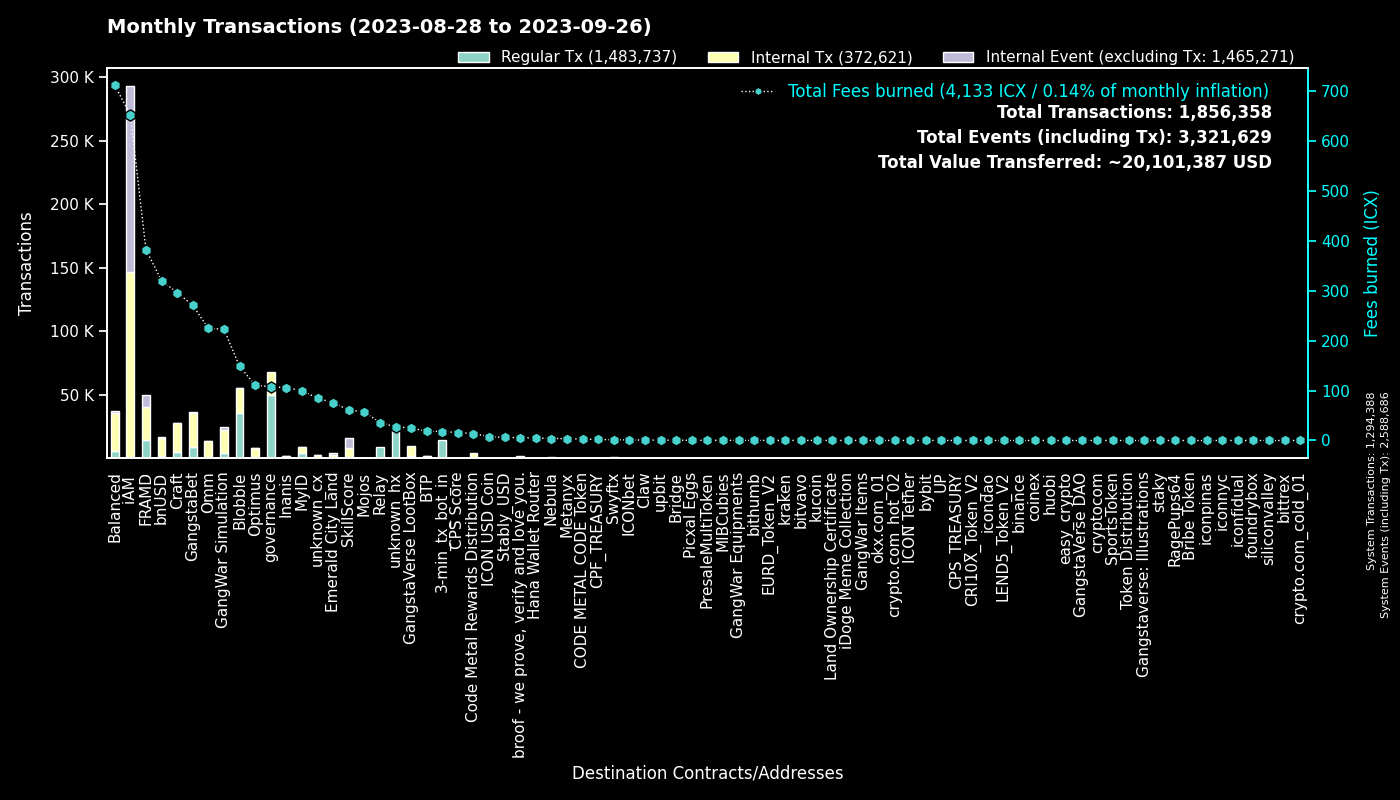 Monthly Transactions (2023-08-28 to 2023-09-26)
Regular Tx (1,483,737)
Internal Tx (372,621)
Internal Event (excluding Tx: 1,465,271)
Total Fees burned (4,133 ICX / 0.14% of monthly inflation)
Total Transactions: 1,856,358
Total Events (including Tx): 3,321,629
Total Value Transferred: ~20,101,387 USD
Transactions
300 K
250 K
200 K
150 K
100 K
50 K
700
600
500
400
300
200
100
0
Fees burned (ICX)
System Transactions: 1,294,388
System Events (including Tx): 2,588,686
Balanced
iAM
FRAMD
bnUSD
Craft
GangstaBet
Omm
GangWar Simulation
Blobble
Optimus
governance
Inanis
MyID
unknown_cx
Emerald City Land
SkillScore
Mojos
Relay
unknown_hx
GangstaVerse LootBox
BTP
3-min_tx_bot_in
CPS Score
Code Metal Rewards Distribution
ICON USD Coin
Stably_USD
broof - we prove, verify and love you.
Hana Wallet Router
Nebula
Metanyx
CODE METAL CODE Token
CPF_TREASURY
Swyftx
ICONbet
Claw
upbit
Bridge
Picxal Eggs
PresaleMultiToken
MIBCubies
GangWar Equipments
bithumb
EURD_Token_V2
kraken
bitvavo
kucoin
Land Ownership Certificate
iDoge Meme Collection
GangWar Items
okx.com_01
crypto.com_hot_02
ICON Tether
bybit
UP
CPS_TREASURY
CRI10X_Token_V2
icondao
LEND5_Token_V2
binance
coinex
huobi
easy_crypto
GangstaVerse DAO
cryptocom
SportsToken
Token Distribution
Gangstaverse: Illustrations
staky
RagePups64
Bribe Token
iconpinas
iconnyc
iconfidual
foundrybox
siliconvalley
bittrex
crypto.com_cold_01
Destination Contracts/Addresses